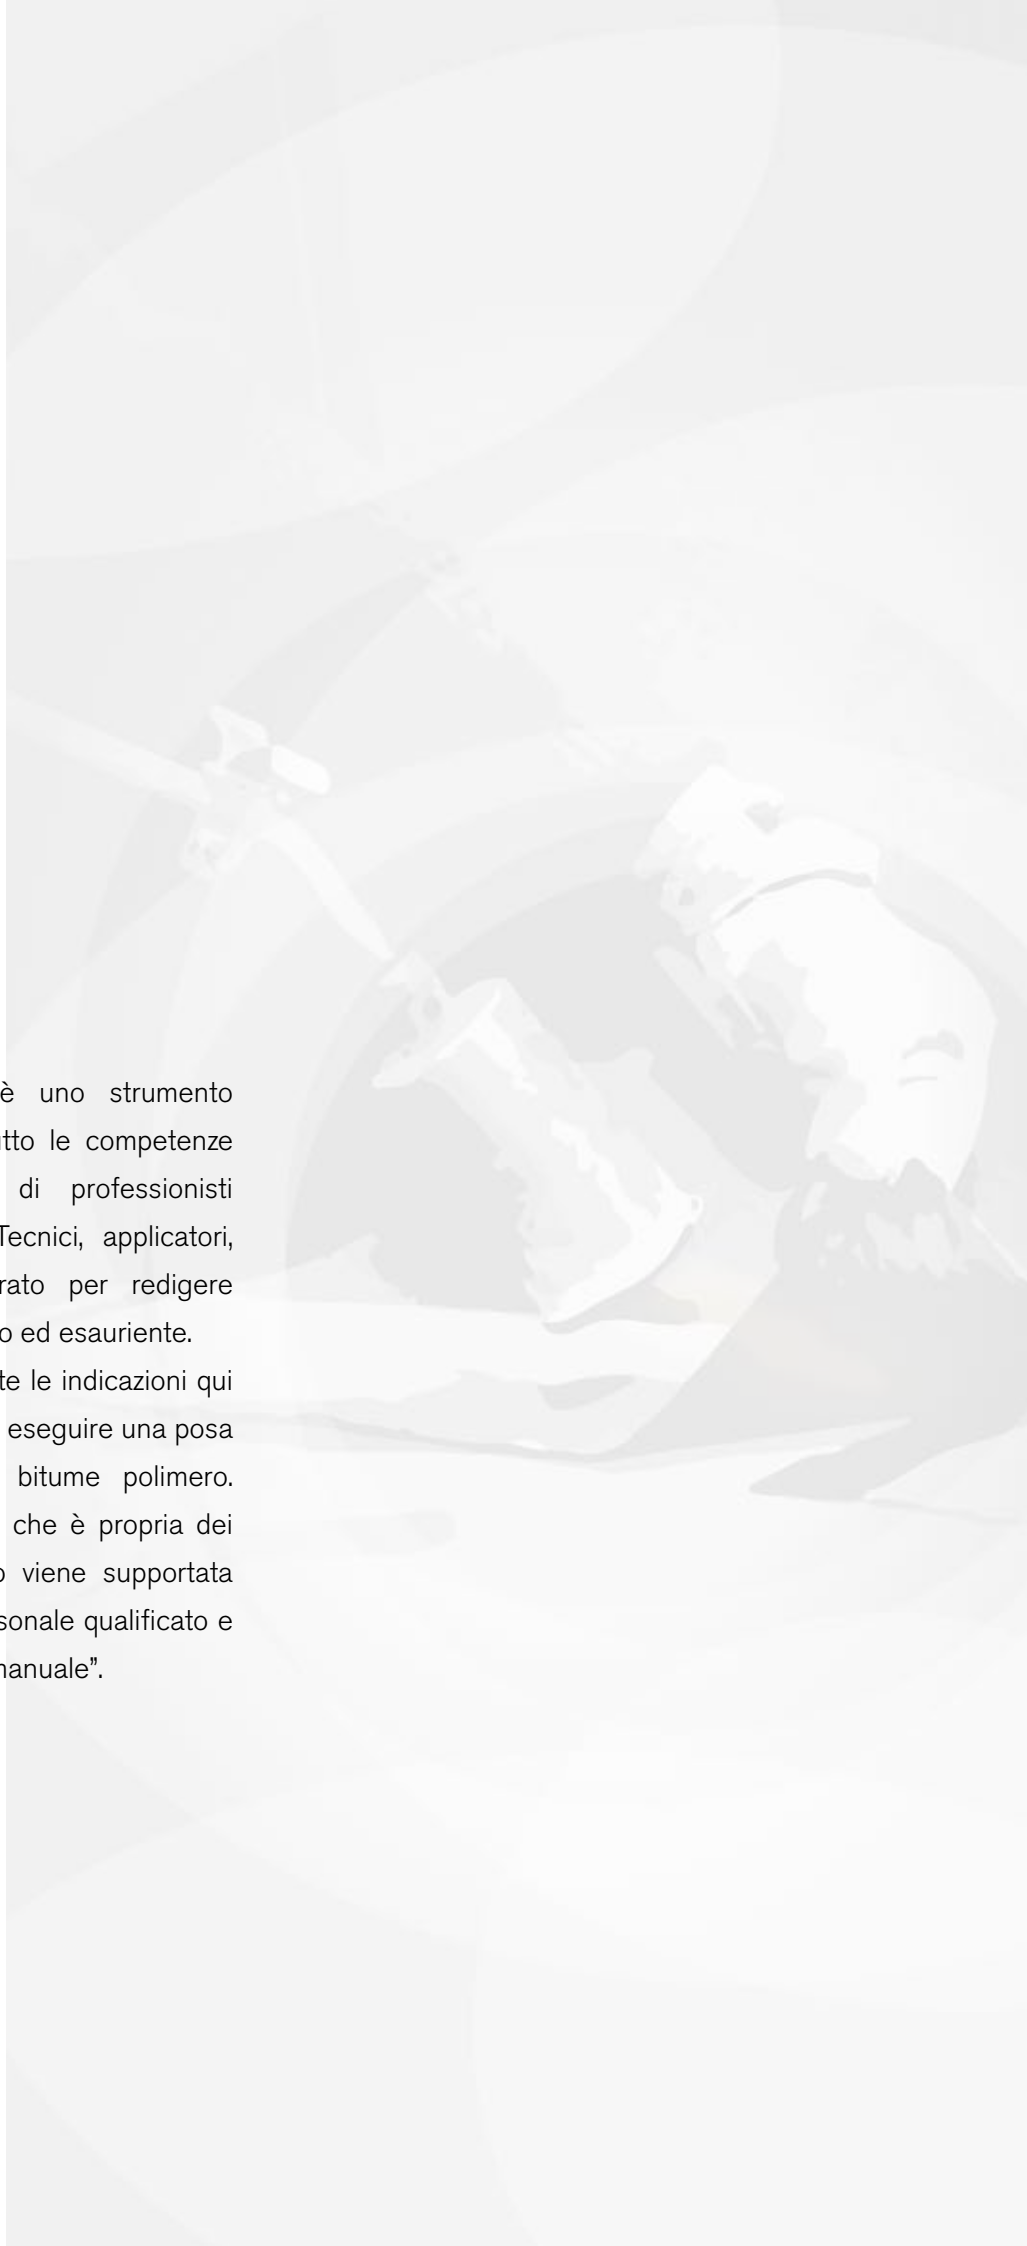 è uno strumento
tto le competenze
di professionisti
Tecnici, applicatori,
rato per redigere
o ed esauriente.
te le indicazioni qui
eseguire una posa
bitume polimero.
che è propria dei
o viene supportata
sonale qualificato e
nanuale".